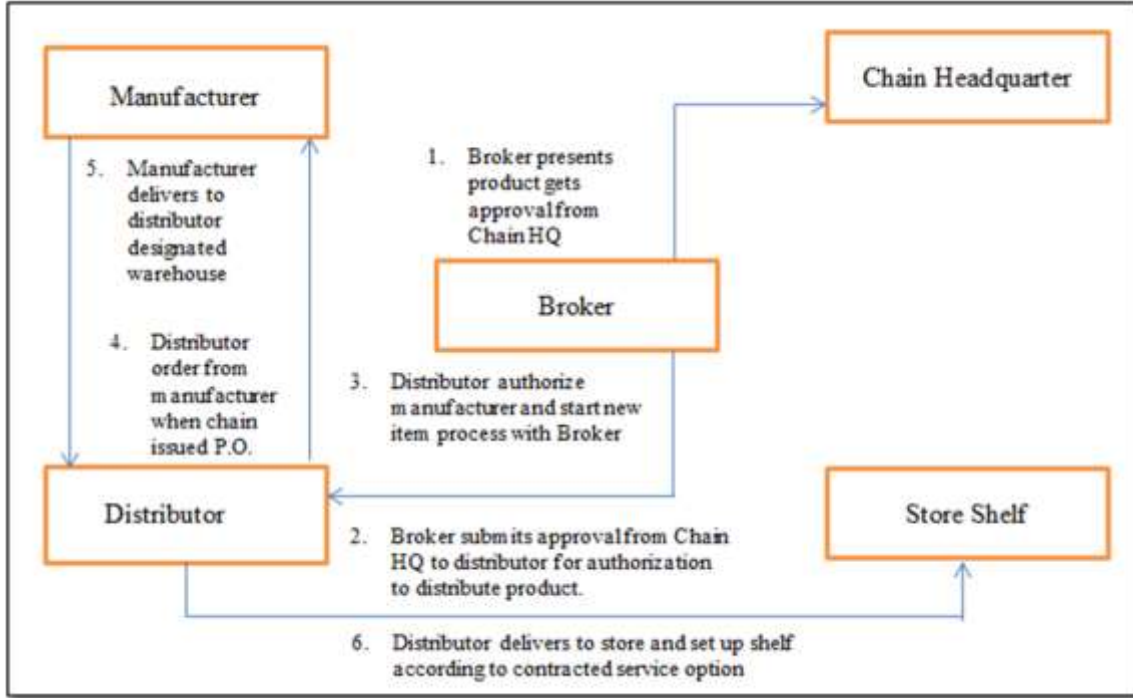 Manufacturer
Chain Headquarter
1. Broker presents
product gets
approval from
Chain HQ
5. Manufacturer
delivers to
distributor
designated
warehouse
Broker
4. Distributor
order from
manufacturer
when chain
issued P.O.
3. Distributor authorize
manufacturer and start new
item process with Broker
Distributor
Store Shelf
2. Broker submits approval from Chain
HQ to distributor for authorization
to distribute product.
6. Distributor delivers to store and set up shelf
according to contracted service option